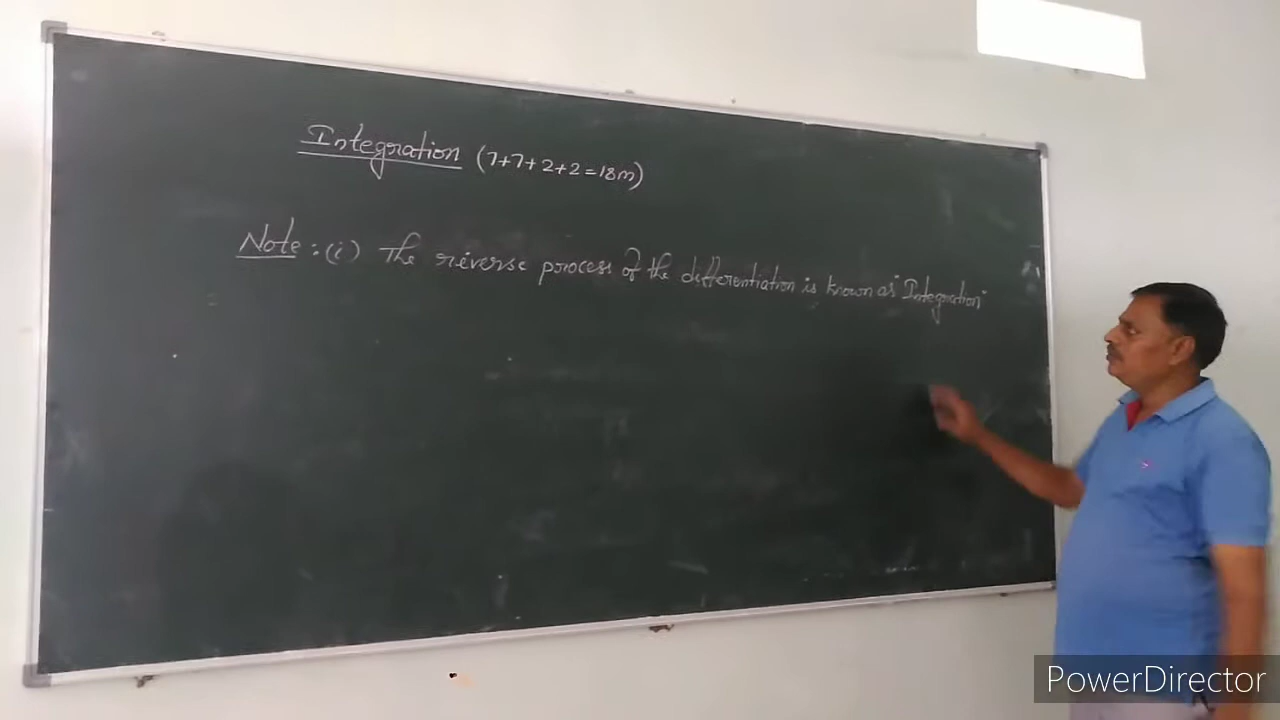 Integration (7+7+2+2=18m)
Note:(i) The reverse process of the differentiation is known as "Integration"
PowerDirector